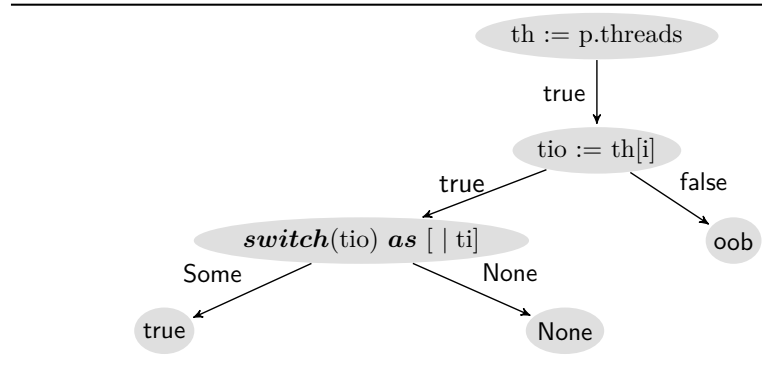 th := p.threads
true
tio := th[i]
true
false
switch(tio) as [ | ti]
oob
Some
None
true
None